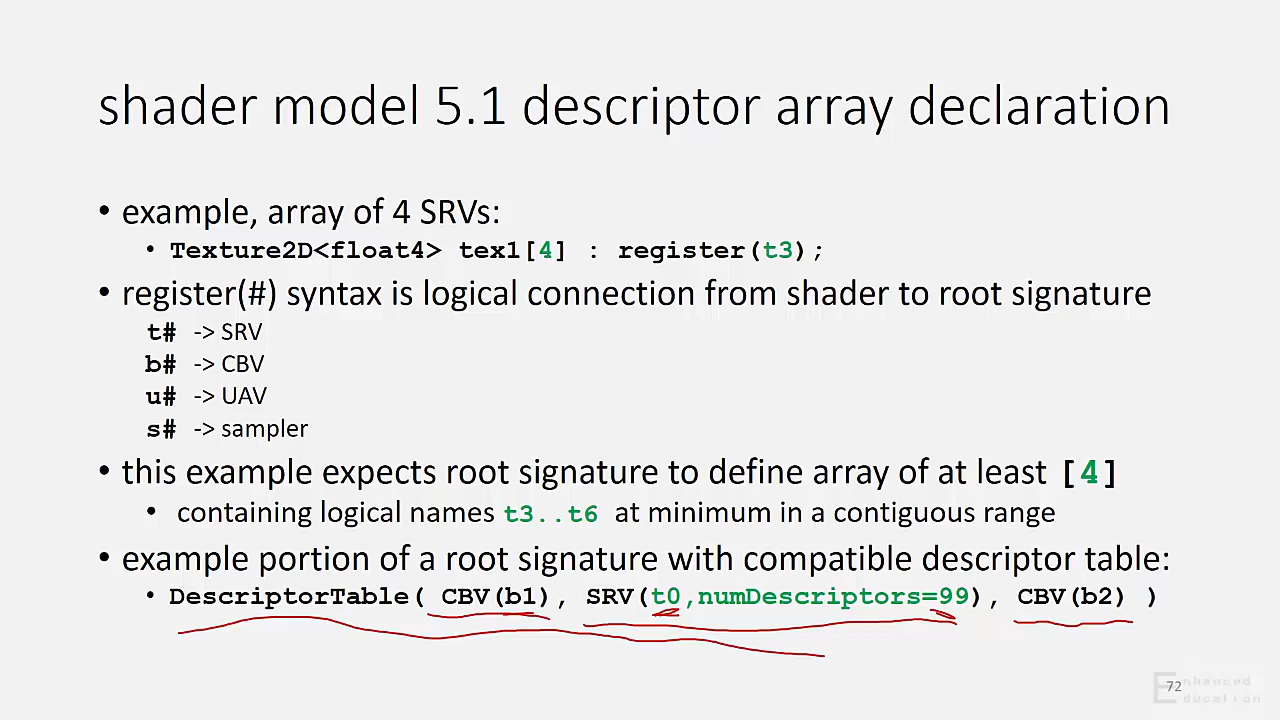 shader model 5.1 descriptor array declaration
• example, array of 4 SRVs:
• Texture2D<float4> tex1[4] : register(t3);
• register(#) syntax is logical connection from shader to root signature
t# -> SRV
b# -> CBV
u# -> UAV
s# -> sampler
• this example expects root signature to define array of at least [4]
• containing logical names t3..t6 at minimum in a contiguous range
• example portion of a root signature with compatible descriptor table:
• DescriptorTable( CBV(b1), SRV(t0,numDescriptors=99), CBV(b2) )
72
Enhanced
Education